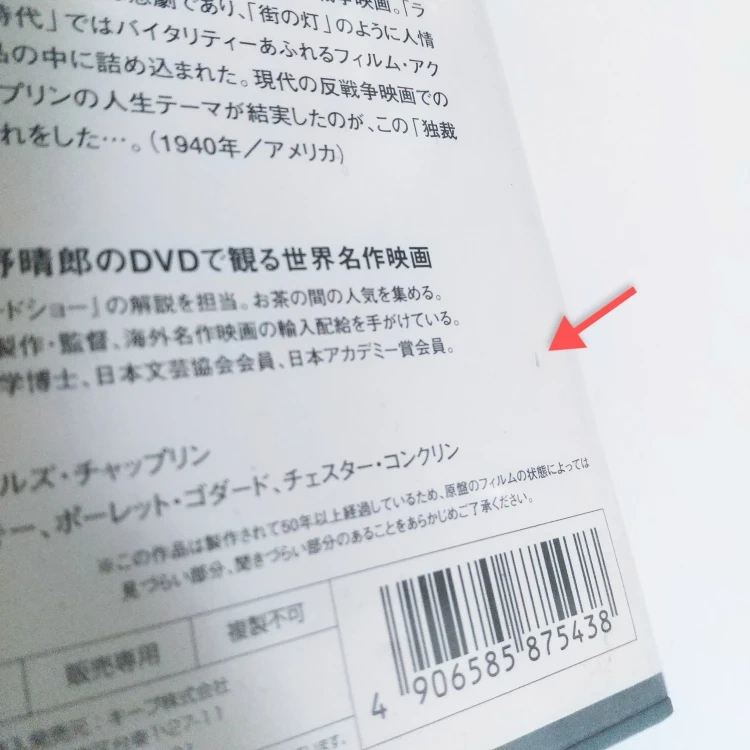 悲劇であり、「街の灯」のように人情
時代」ではバイタリティーあふれるフィルム・アク
品の中に詰め込まれた。現代の反戦争映画での
プリンの人生テーマが結実したのが、この「独裁
れをした…。(1940年／アメリカ)
野晴郎のDVDで観る世界名作映画
ードショー』の解説を担当。お茶の間の人気を集める。
製作・監督、海外名作映画の輸入配給を手がけている。
学博士、日本文芸協会会員、日本アカデミー賞会員。
ルズ・チャップリン
ー、ポーレット・ゴダード、チェスター・コンクリン
※この作品は製作されて50年以上経過しているため、原盤のフィルムの状態によっては
見づらい部分、聞きづらい部分のあることをあらかじめご了承ください。
販売専用
複製不可
キープ株式会社
1-27-11
4 906585 875438